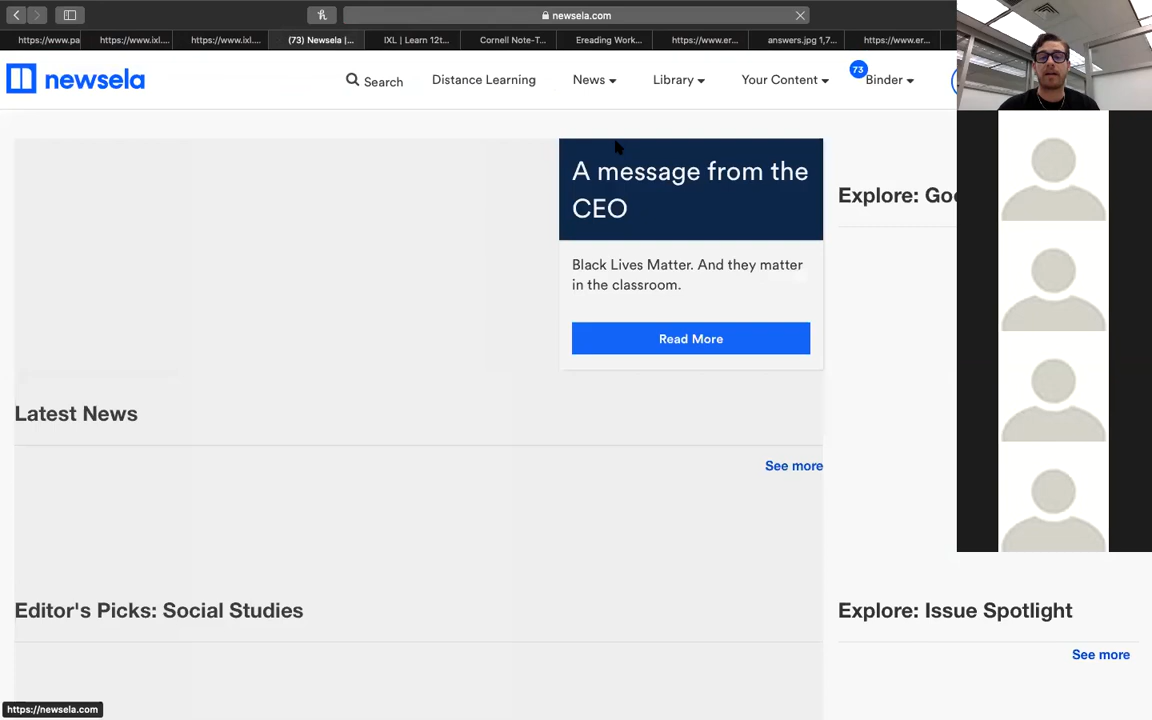 newsela.com
https://www.pa
https://www.ixl....
https://www.ixl....
(73) Newsela |...
IXL | Learn 12t...
Cornell Note-T...
Ereading Work...
https://www.er...
answers.jpg 1,7...
https://www.er...
newsela
Search
Distance Learning
News
Library
Your Content
73
Binder
A message from the
CEO
Black Lives Matter. And they matter
in the classroom.
Read More
Explore: Go
Latest News
See more
Editor's Picks: Social Studies
Explore: Issue Spotlight
See more
https://newsela.com